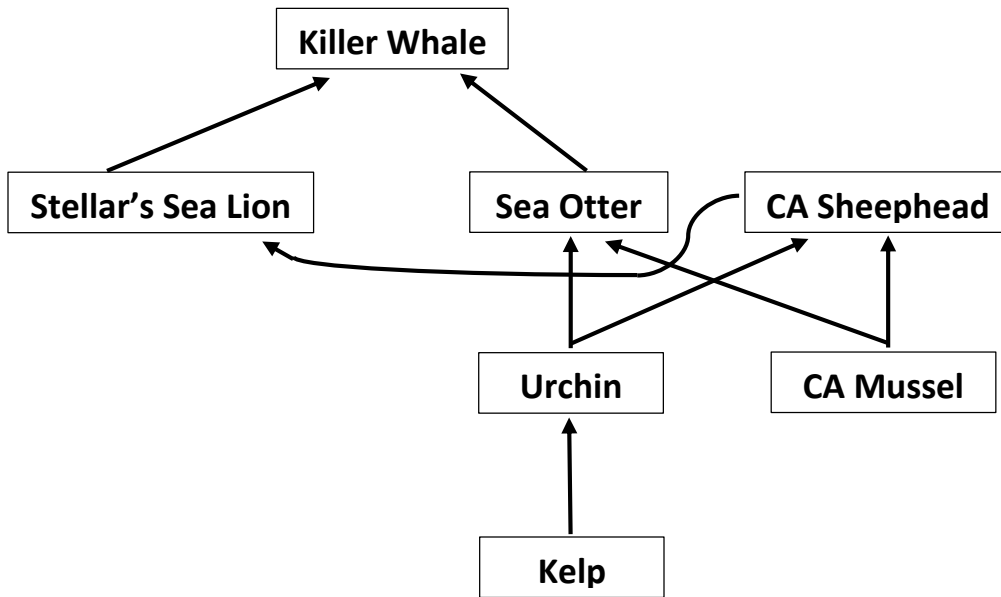 Killer Whale
Stellar’s Sea Lion
Sea Otter
CA Sheephead
Urchin
CA Mussel
Kelp